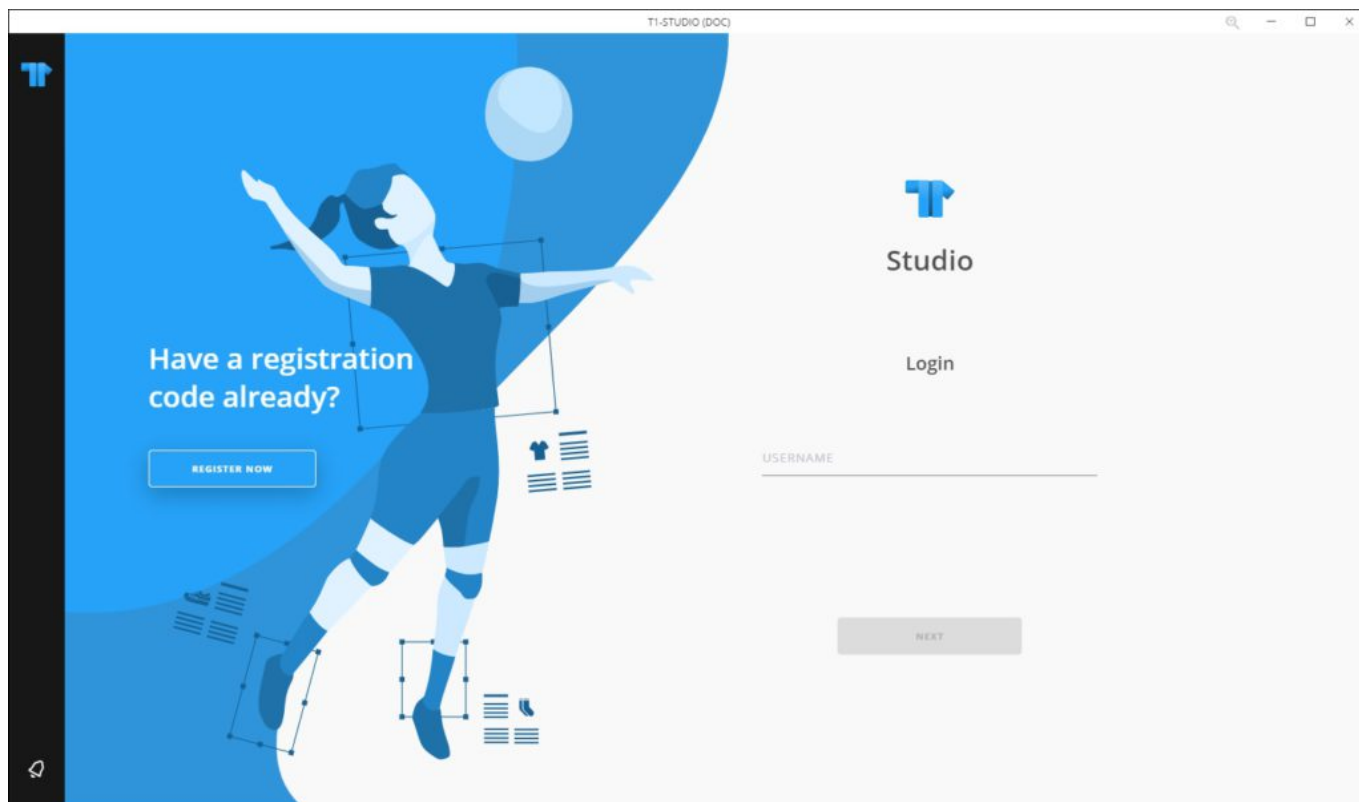 T1-STUDIO (DOC)
Have a registration
code already?
REGISTER NOW
Studio
Login
USERNAME
NEXT